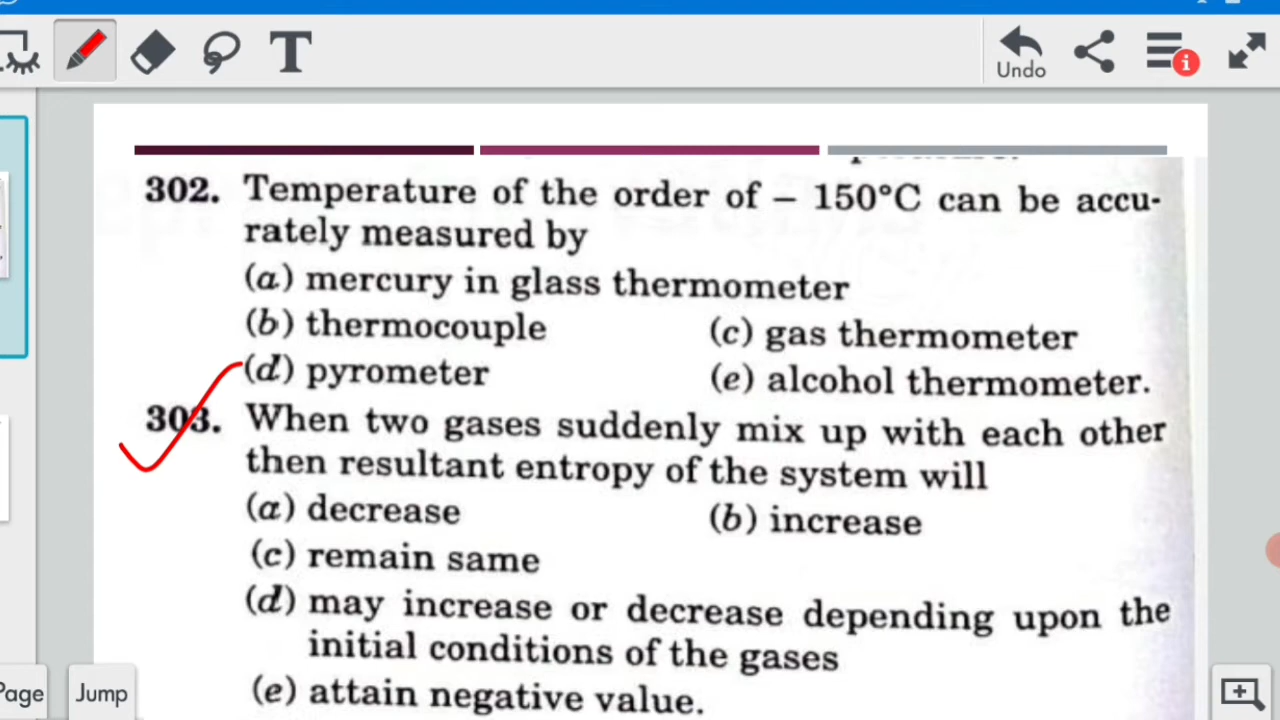 T
Undo
i
302. Temperature of the order of – 150°C can be accu-
rately measured by
(a) mercury in glass thermometer
(b) thermocouple (c) gas thermometer
(d) pyrometer (e) alcohol thermometer.
303. When two gases suddenly mix up with each other
then resultant entropy of the system will
(a) decrease (b) increase
(c) remain same
(d) may increase or decrease depending upon the
initial conditions of the gases
(e) attain negative value.
Page Jump